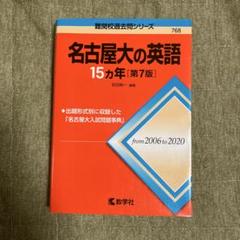 難関校過去問シリーズ
768
名古屋大の英語
15カ年[第7版]
編著
◆出題形式別に収録した
「名古屋大入試問題事典」
from 2006 to 2020
教学社